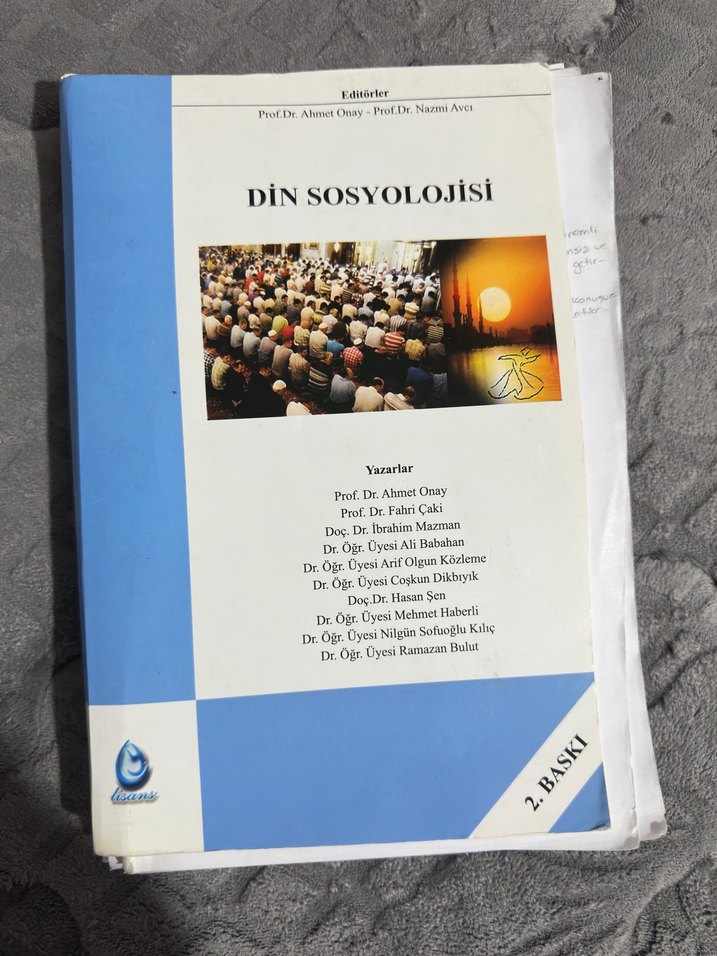 Editörler
Prof.Dr. Ahmet Onay - Prof.Dr. Nazmi Avcı
DİN SOSYOLOJİSİ
Yazarlar
Prof. Dr. Ahmet Onay
Prof. Dr. Fahri Çaki
Doç. Dr. İbrahim Mazman
Dr. Öğr. Üyesi Ali Babahan
Dr. Öğr. Üyesi Arif Olgun Közleme
Dr. Öğr. Üyesi Coşkun Dikbıyık
Doç.Dr. Hasan Şen
Dr. Öğr. Üyesi Mehmet Haberli
Dr. Öğr. Üyesi Nilgün Sofuoğlu Kılıç
Dr. Öğr. Üyesi Ramazan Bulut
2. BASKI
lisans
ve
getir-